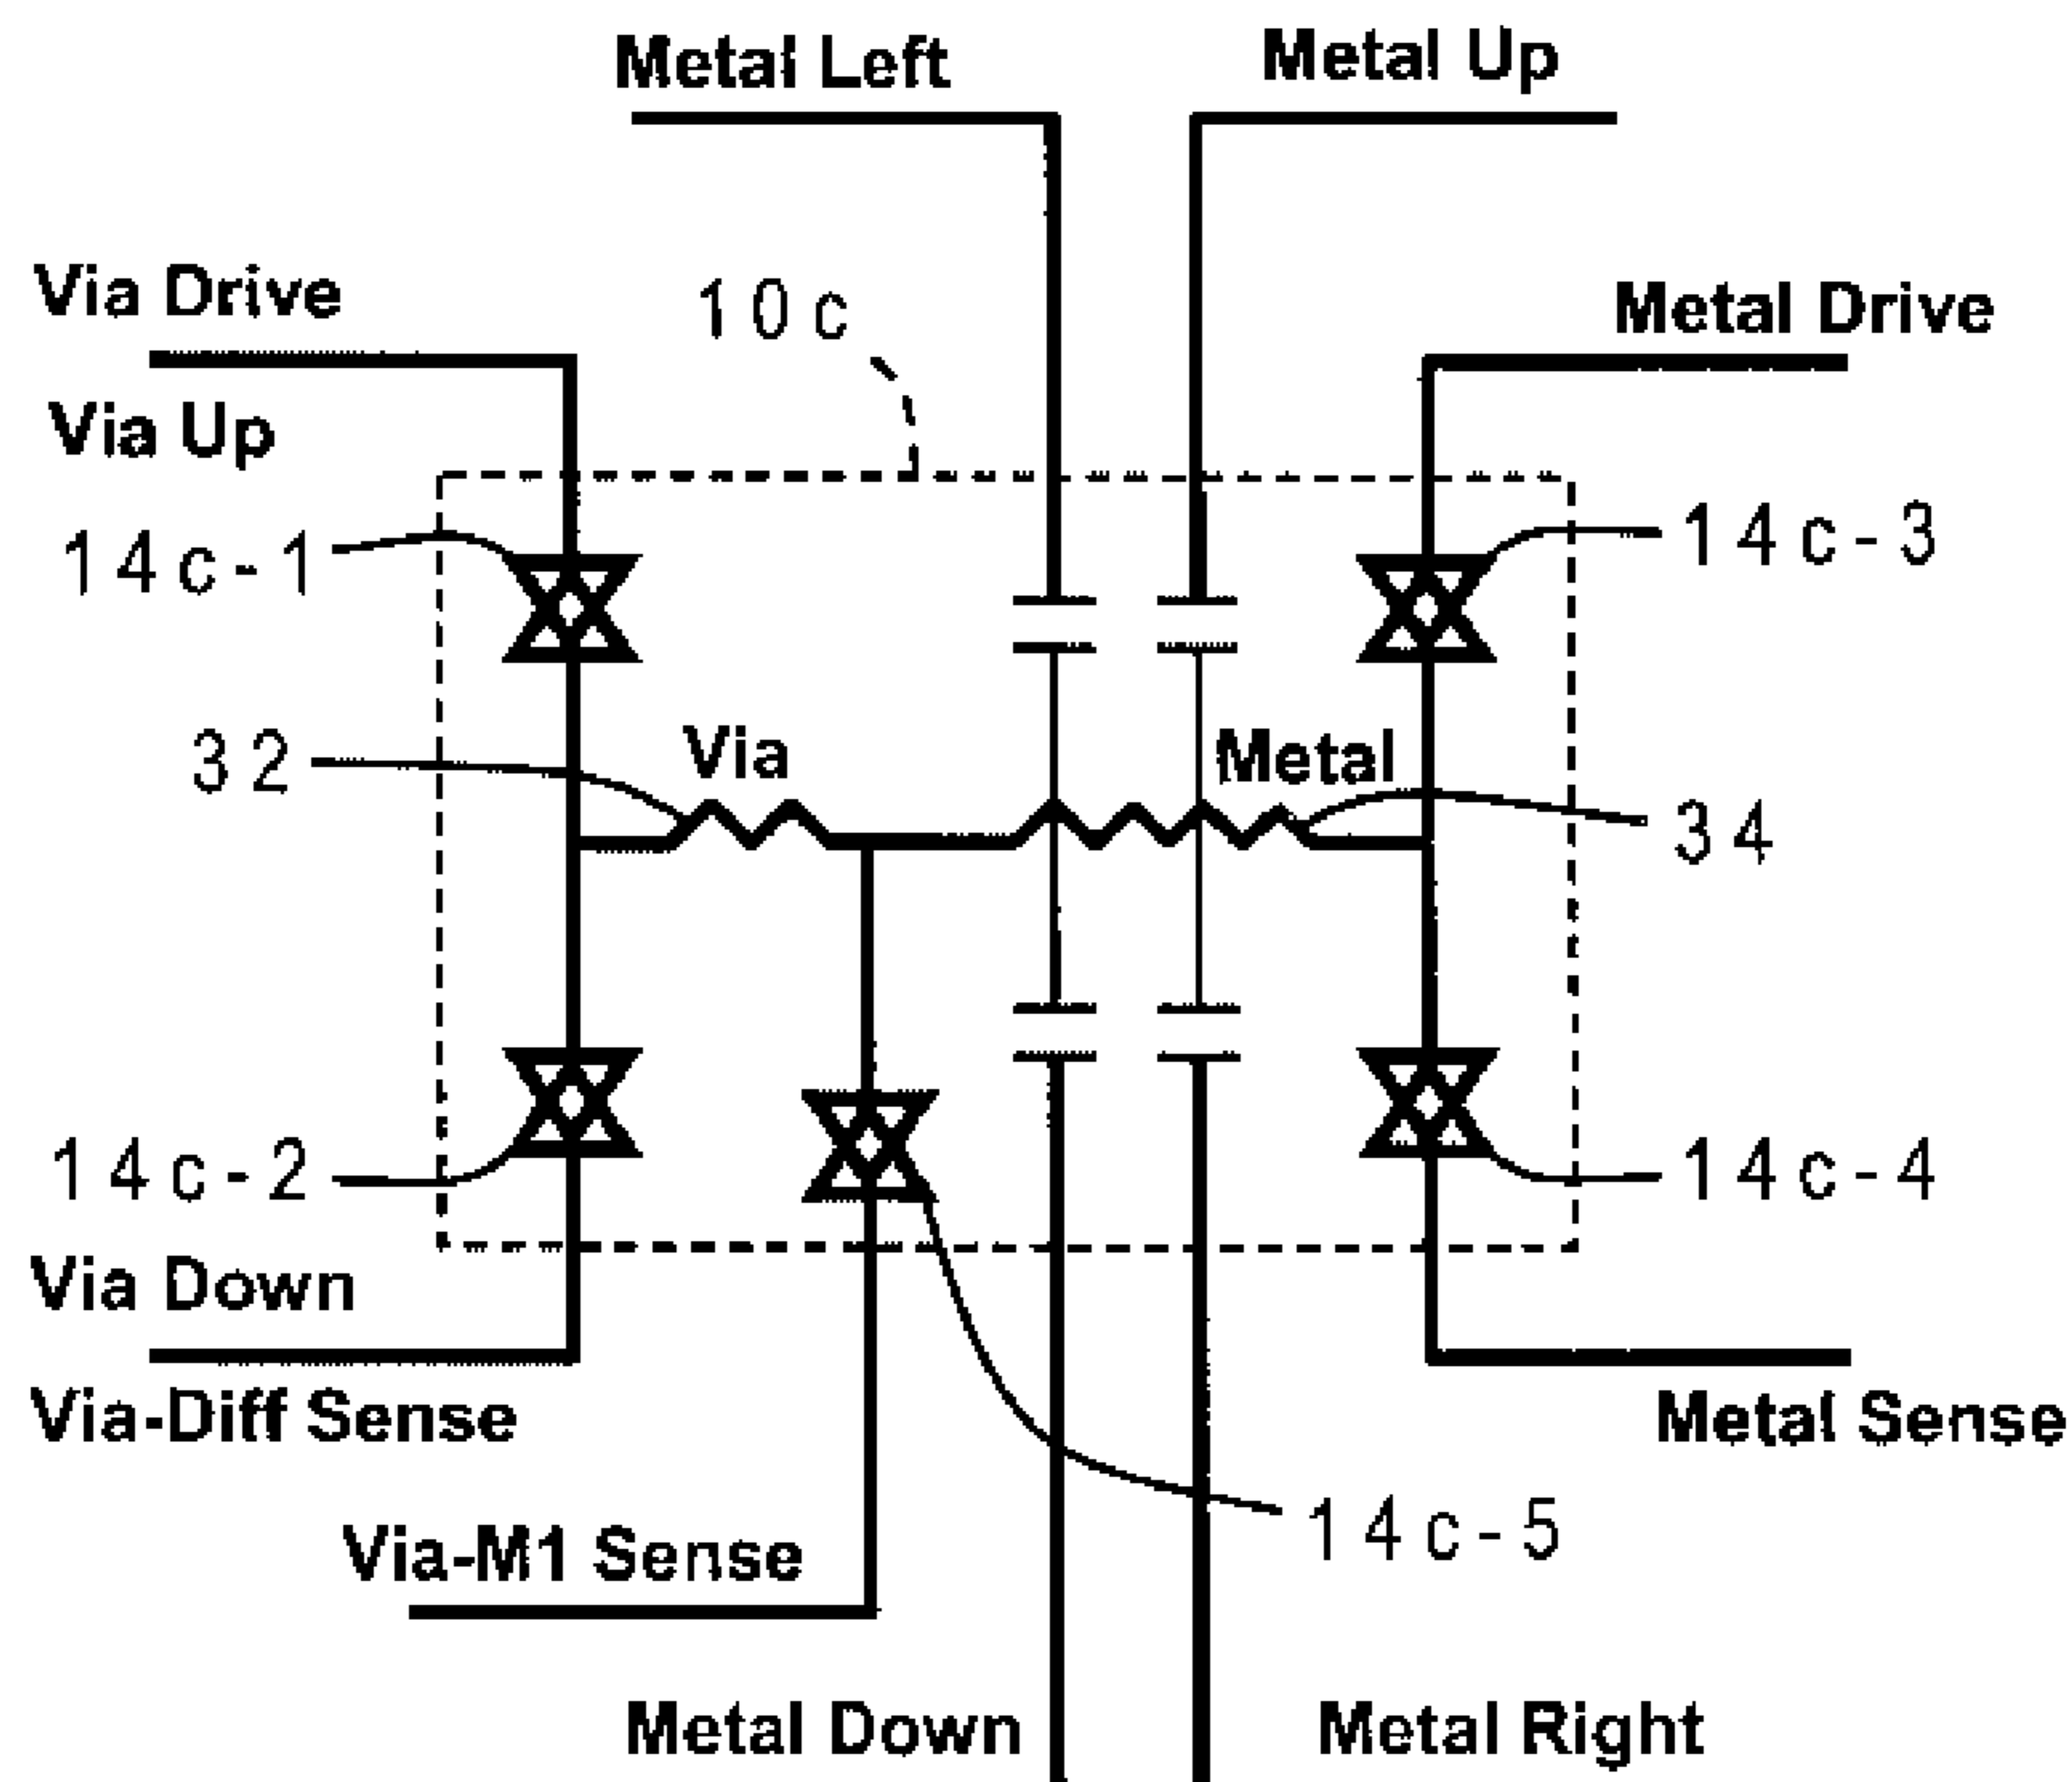 Metal Left
Metal Up
Via Drive
10c
Metal Drive
Via Up
14c-1
14c-3
32
Via
Metal
34
14c-2
14c-4
Via Down
Via-Diff Sense
Metal Sense
Via-M1 Sense
14c-5
Metal Down
Metal Right